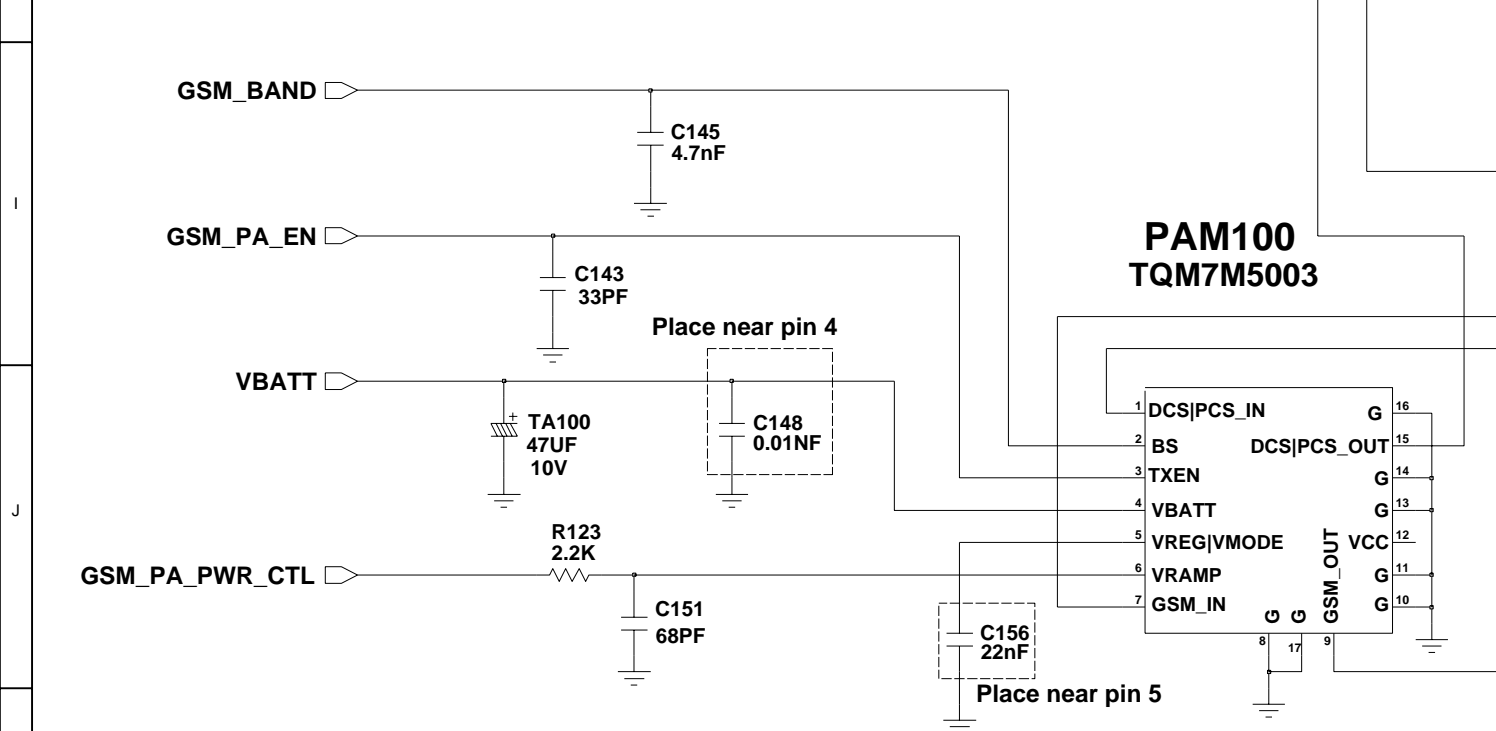 GSM_BAND
C145
4.7nF
I
GSM_PA_EN
PAM100
TQM7M5003
C143
33PF
Place near pin 4
VBATT
TA100
47UF
10V
+
C148
0.01NF
1 DCS|PCS_IN
G 16
2 BS
DCS|PCS_OUT 15
3 TXEN
G 14
4 VBATT
G 13
J
R123
2.2K
5 VREG|VMODE
VCC 12
GSM_PA_PWR_CTL
6 VRAMP
G 11
7 GSM_IN
G 10
G
G
GSM_OUT
8
17
9
C151
68PF
C156
22nF
Place near pin 5